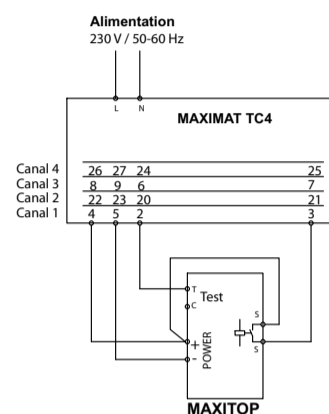 Alimentation
230 V / 50-60 Hz
L N
MAXIMAT TC4
Canal 4 26 27 24 25
Canal 3 8 9 6 7
Canal 2 22 23 20 21
Canal 1 4 5 2 3
T Test
C
S
+
POWER
S
-
MAXITOP